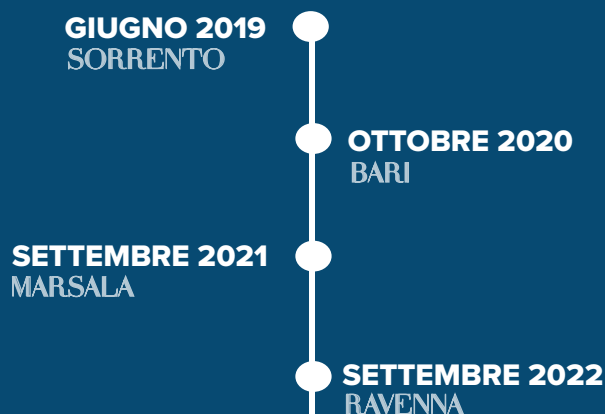 GIUGNO 2019
SORRENTO
OTTOBRE 2020
BARI
SETTEMBRE 2021
MARSALA
SETTEMBRE 2022
RAVENNA